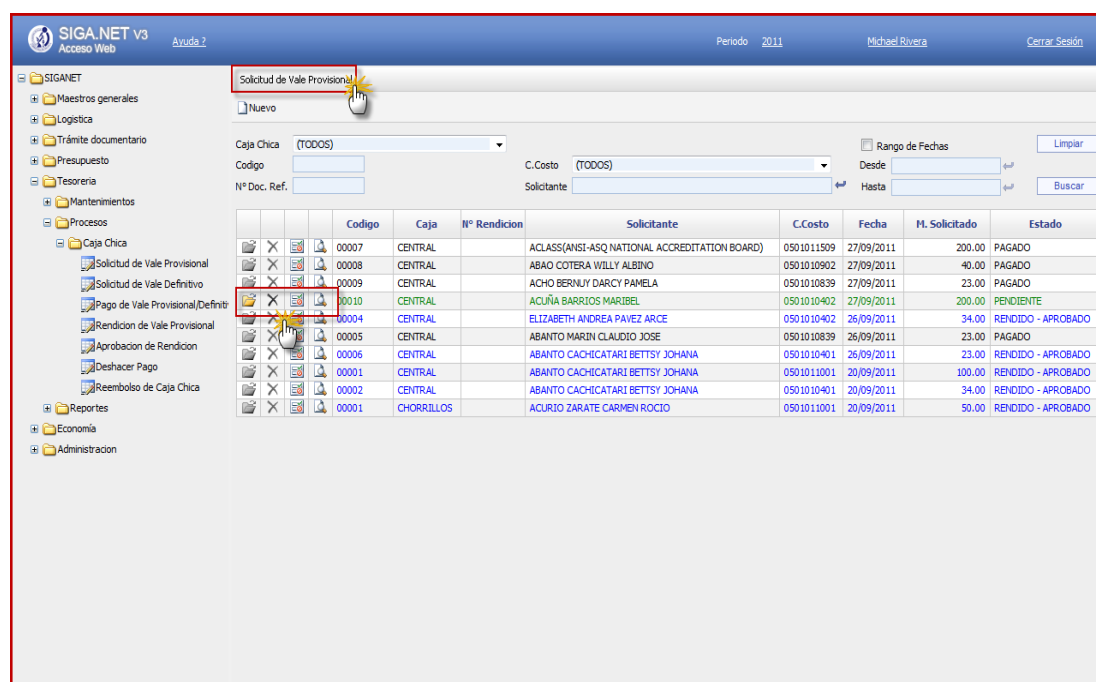 SIGA.NET V3
Acceso Web
Ayuda ?
Periodo 2011
Michael Rivera
Cerrar Sesión
SIGANET
Maestros generales
Logistica
Trámite documentario
Presupuesto
Tesoreria
Mantenimientos
Procesos
Caja Chica
Solicitud de Vale Provisional
Solicitud de Vale Definitivo
Pago de Vale Provisional/Definiti
Rendicion de Vale Provisional
Aprobacion de Rendicion
Deshacer Pago
Reembolso de Caja Chica
Reportes
Economía
Administracion
Solicitud de Vale Provisional
Nuevo
Caja Chica (TODOS) Rango de Fechas Limpiar
Codigo C.Costo (TODOS) Desde
Nº Doc. Ref. Solicitante Hasta Buscar
Codigo Caja Nº Rendicion Solicitante C.Costo Fecha M. Solicitado Estado
00007 CENTRAL ACLASS(ANSI-ASQ NATIONAL ACCREDITATION BOARD) 0501011509 27/09/2011 200.00 PAGADO
00008 CENTRAL ABAO COTERA WILLY ALBINO 0501010902 27/09/2011 40.00 PAGADO
00009 CENTRAL ACHO BERNUY DARCY PAMELA 0501010839 27/09/2011 23.00 PAGADO
00010 CENTRAL ACUÑA BARRIOS MARIBEL 0501010402 27/09/2011 200.00 PENDIENTE
00004 CENTRAL ELIZABETH ANDREA PAVEZ ARCE 0501010402 26/09/2011 34.00 RENDIDO - APROBADO
00005 CENTRAL ABANTO MARIN CLAUDIO JOSE 0501010839 26/09/2011 23.00 PAGADO
00006 CENTRAL ABANTO CACHICATARI BETTSY JOHANA 0501010401 26/09/2011 23.00 RENDIDO - APROBADO
00001 CENTRAL ABANTO CACHICATARI BETTSY JOHANA 0501011001 20/09/2011 100.00 RENDIDO - APROBADO
00002 CENTRAL ABANTO CACHICATARI BETTSY JOHANA 0501010401 20/09/2011 34.00 RENDIDO - APROBADO
00001 CHORRILLOS ACURIO ZARATE CARMEN ROCIO 0501011001 20/09/2011 50.00 RENDIDO - APROBADO